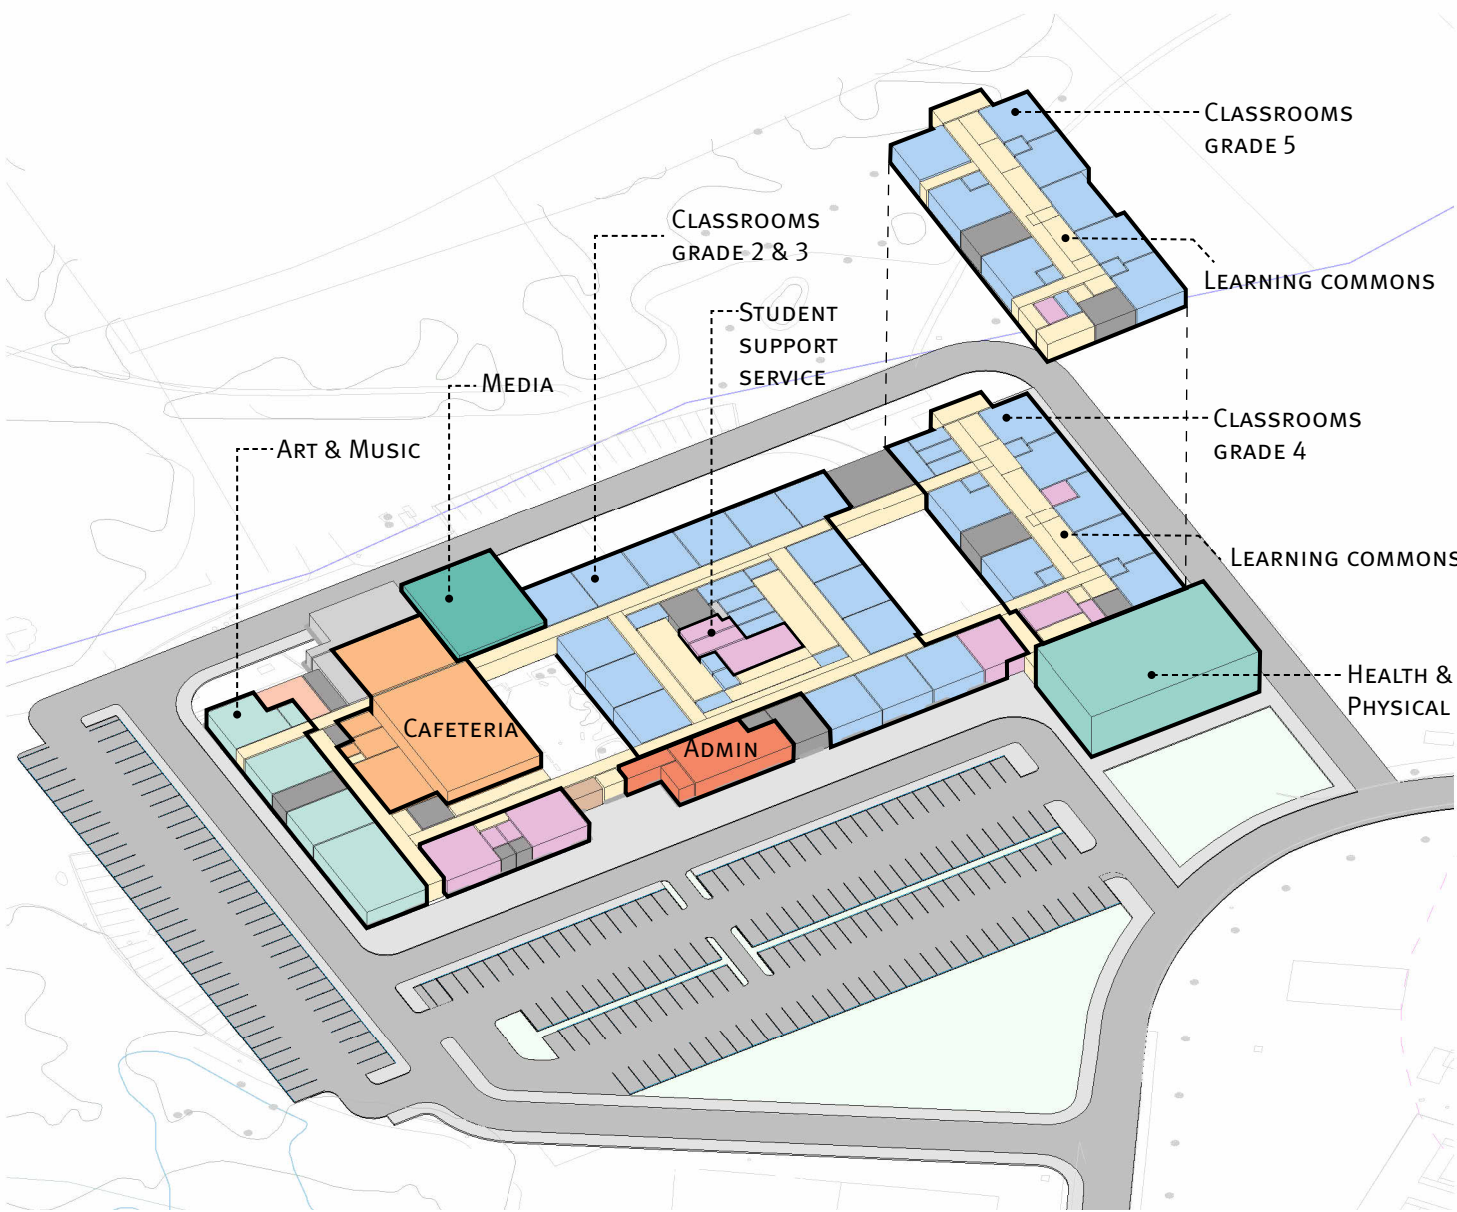 CLASSROOMS
GRADE 5
CLASSROOMS
GRADE 2 & 3
LEARNING COMMONS
STUDENT
SUPPORT
SERVICE
MEDIA
CLASSROOMS
GRADE 4
ART & MUSIC
LEARNING COMMONS
HEALTH &
PHYSICAL
CAFETERIA
ADMIN